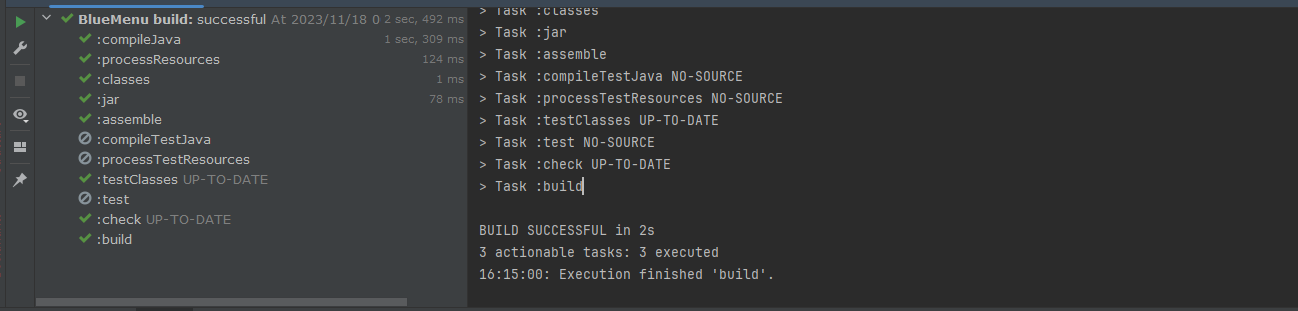 BlueMenu build: successful At 2023/11/18 0 2 sec, 492 ms
:compileJava 1 sec, 309 ms
:processResources 124 ms
:classes 1 ms
:jar 78 ms
:assemble
:compileTestJava
:processTestResources
:testClasses UP-TO-DATE
:test
:check UP-TO-DATE
:build
> Task :classes
> Task :jar
> Task :assemble
> Task :compileTestJava NO-SOURCE
> Task :processTestResources NO-SOURCE
> Task :testClasses UP-TO-DATE
> Task :test NO-SOURCE
> Task :check UP-TO-DATE
> Task :build
BUILD SUCCESSFUL in 2s
3 actionable tasks: 3 executed
16:15:00: Execution finished 'build'.